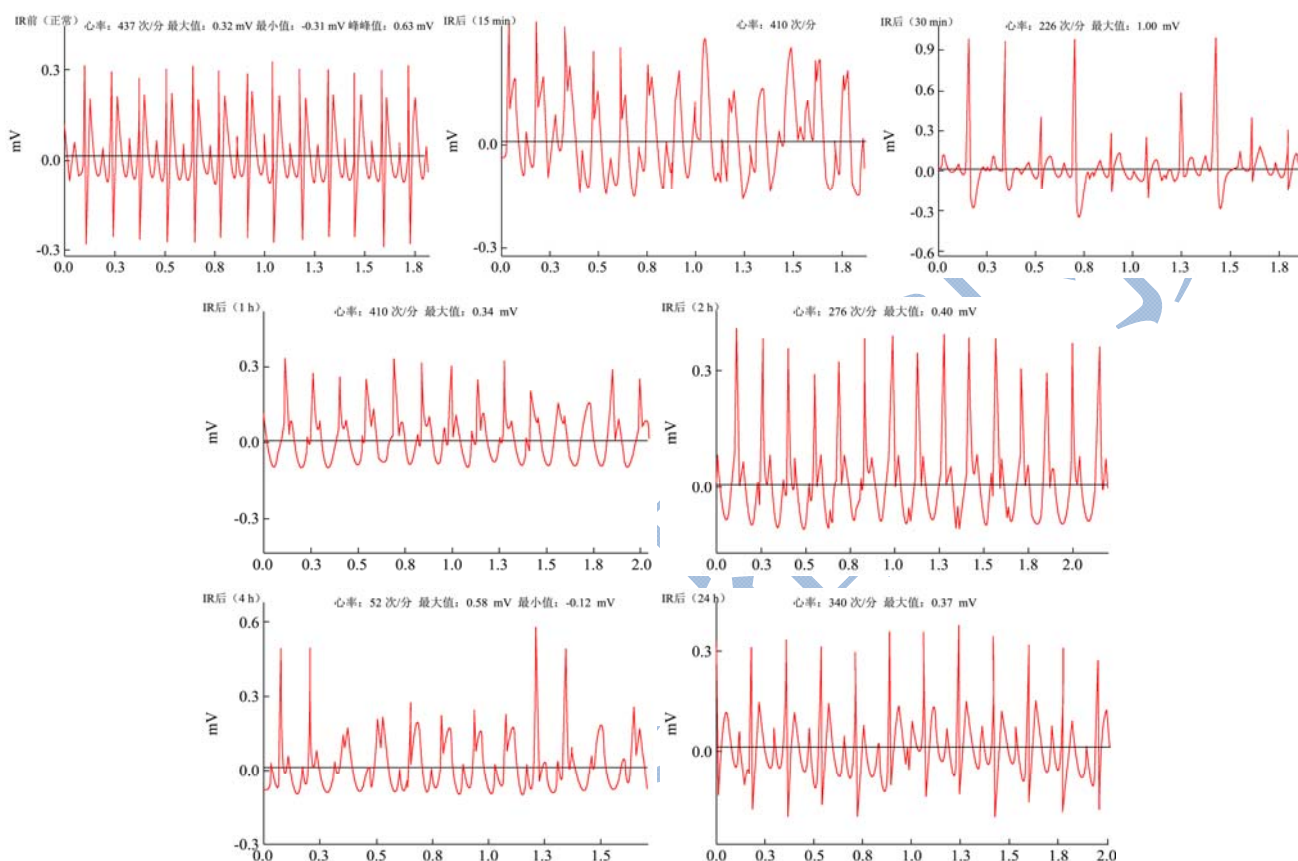 IR前（正常） 心率：437 次/分 最大值：0.32 mV 最小值：-0.31 mV 峰峰值：0.63 mV
mV
0.3
0.0
-0.3
0.0 0.3 0.5 0.8 1.0 1.3 1.5 1.8
IR后（15 min） 心率：410 次/分
mV
0.0
-0.3
0.0 0.3 0.5 0.8 1.0 1.3 1.5 1.8
IR后（30 min） 心率：226 次/分 最大值：1.00 mV
mV
0.9
0.6
0.3
0.0
-0.3
-0.6
0.0 0.3 0.5 0.8 1.0 1.3 1.5 1.8
IR后（1 h） 心率：410 次/分 最大值：0.34 mV
mV
0.3
0.0
-0.3
0.0 0.3 0.5 0.8 1.0 1.3 1.5 1.8 2.0
IR后（2 h） 心率：276 次/分 最大值：0.40 mV
mV
0.3
0.0
0.0 0.3 0.5 0.8 1.0 1.3 1.5 1.8 2.0
IR后（4 h） 心率：52 次/分 最大值：0.58 mV 最小值：-0.12 mV
mV
0.6
0.3
0.0
-0.3
0.0 0.3 0.5 0.8 1.0 1.3 1.5
IR后（24 h） 心率：340 次/分 最大值：0.37 mV
mV
0.3
0.0
0.0 0.3 0.5 0.8 1.0 1.3 1.5 1.8 2.0